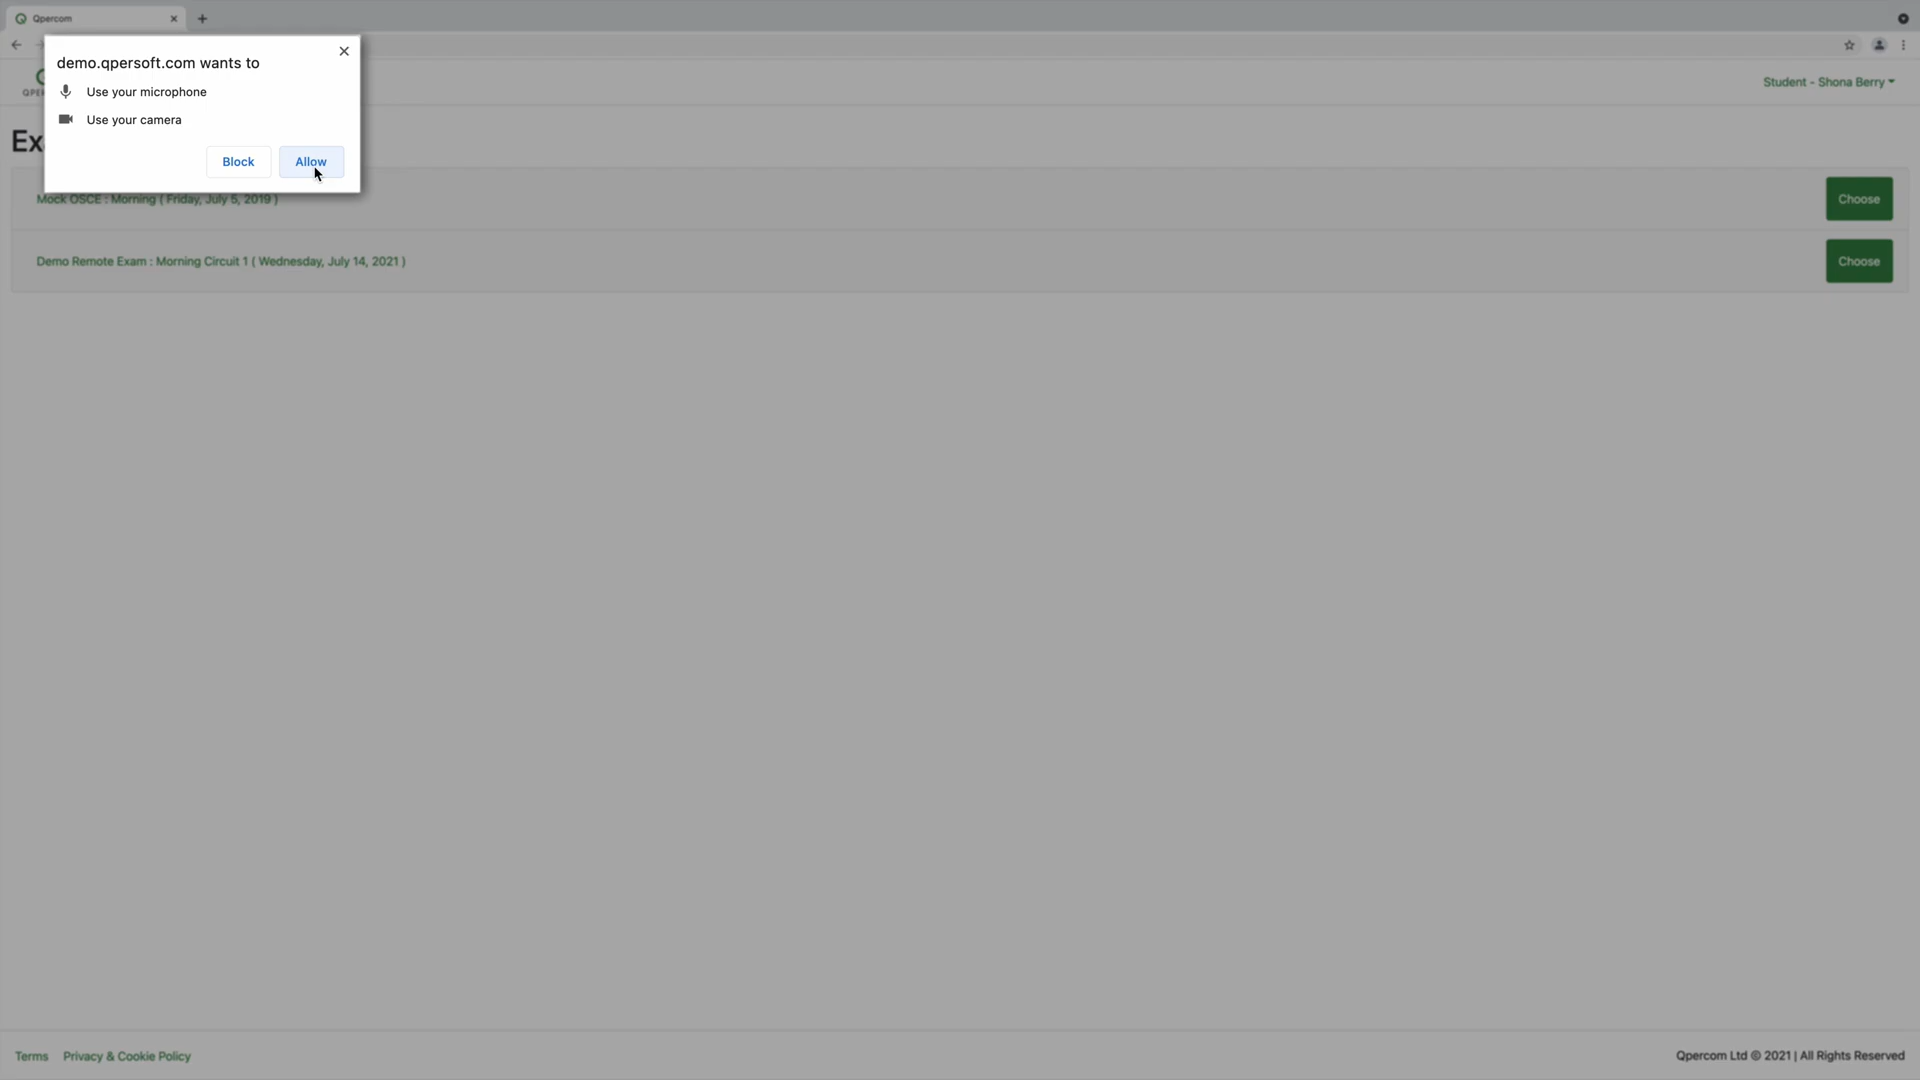 Qpercom
demo.qpersoft.com wants to
Use your microphone
Use your camera
Block
Allow
Student - Shona Berry
Mock OSCE : Morning ( Friday, July 5, 2019 )
Choose
Demo Remote Exam : Morning Circuit 1 ( Wednesday, July 14, 2021 )
Choose
Terms
Privacy & Cookie Policy
Qpercom Ltd © 2021 | All Rights Reserved